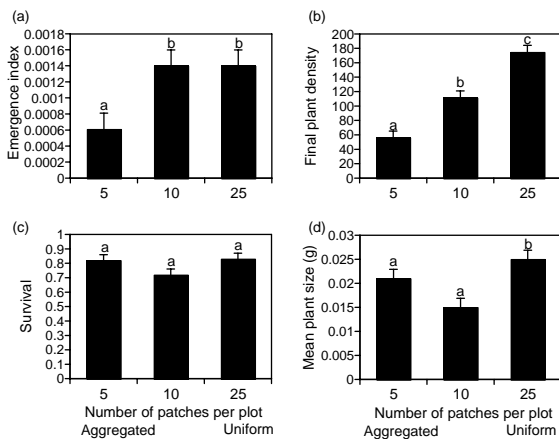 (a)
Emergence index
0.0018
0.0016
0.0014
0.0012
0.001
0.0008
0.0006
0.0004
0.0002
0
a
b
b
5
10
25
(b)
Final plant density
200
180
160
140
120
100
80
60
40
20
0
a
b
c
5
10
25
(c)
Survival
1
0.9
0.8
0.7
0.6
0.5
0.4
0.3
0.2
0.1
0
a
a
a
5
10
25
Number of patches per plot
Aggregated
Uniform
(d)
Mean plant size (g)
0.03
0.025
0.02
0.015
0.01
0.005
0
a
a
b
5
10
25
Number of patches per plot
Aggregated
Uniform